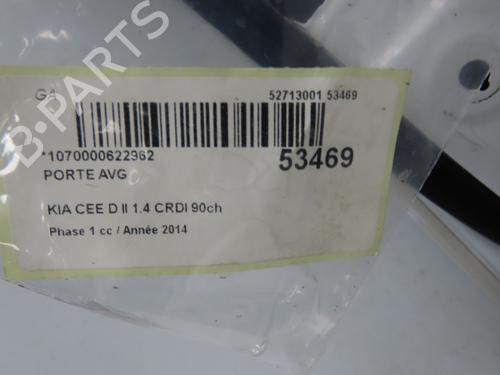 B-PARTS
GA
52713001 53469
*1070000622962
53469
PORTE AVG
KIA CEE D II 1.4 CRDI 90ch
Phase 1 cc / Année 2014